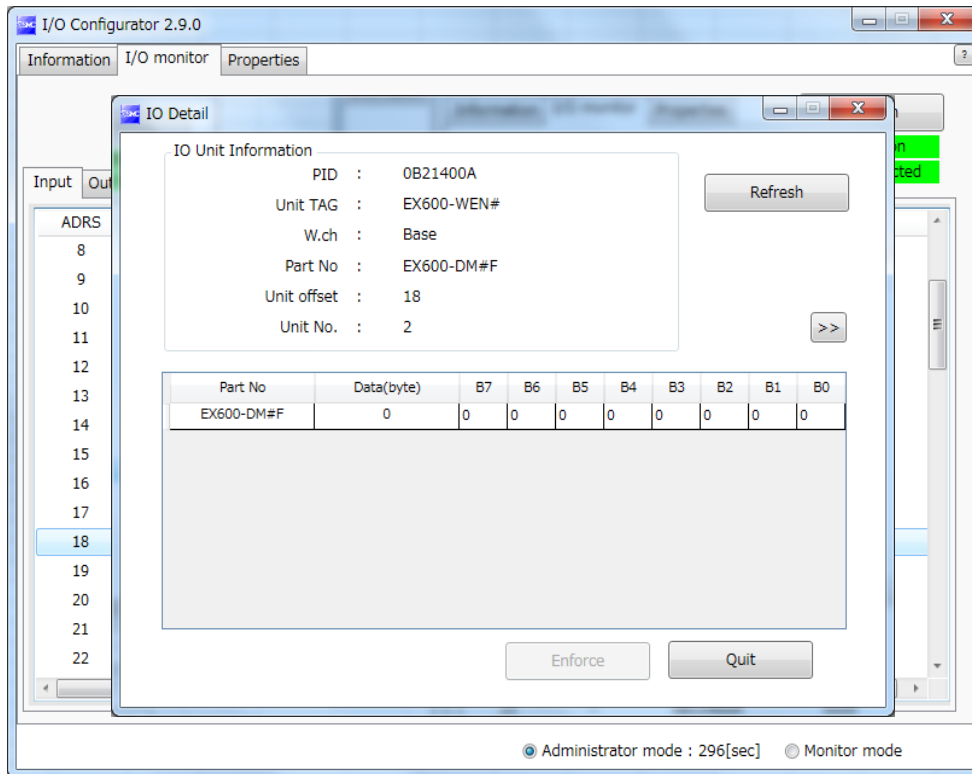 I/O Configurator 2.9.0
Information I/O monitor Properties ?
IO Detail
IO Unit Information
PID : 0B21400A
Unit TAG : EX600-WEN#
W.ch : Base
Part No : EX600-DM#F
Unit offset : 18
Unit No. : 2
Refresh
>>
Input Out
ADRS
8
9
10
11
12
13
14
15
16
17
18
19
20
21
22
Part No Data(byte) B7 B6 B5 B4 B3 B2 B1 B0
EX600-DM#F 0 0 0 0 0 0 0 0 0
Enforce Quit
Administrator mode : 296[sec] Monitor mode